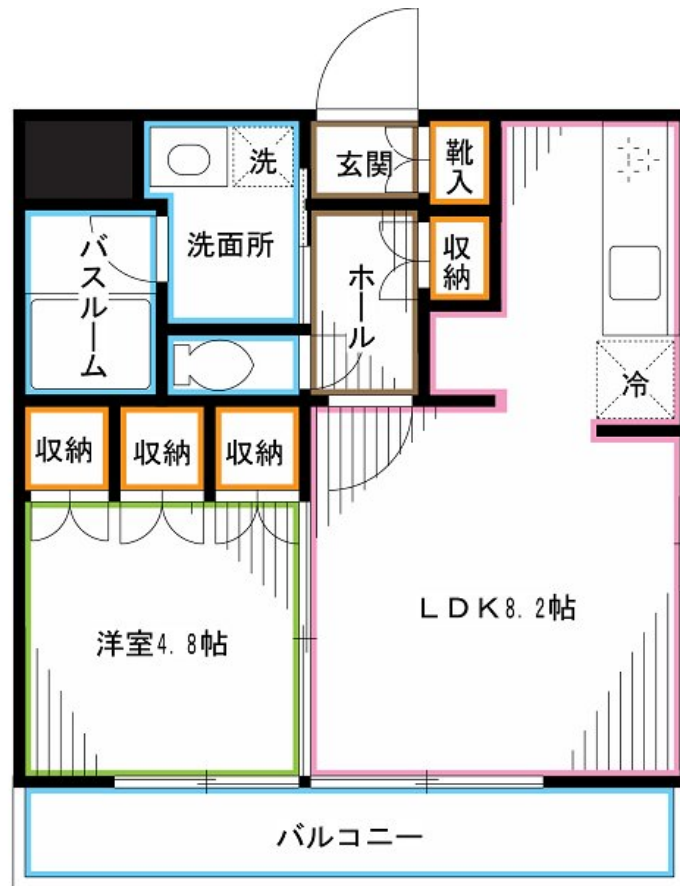 洗
玄関
靴入
洗面所
収納
バスルーム
ホール
冷
収納
収納
収納
LDK8.2帖
洋室4.8帖
バルコニー